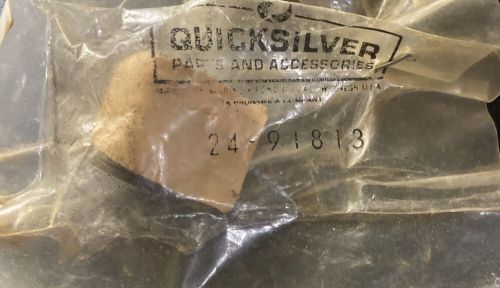 QUICKSILVER
PARTS AND ACCESSORIES
A BRUNSWICK COMPANY
24-91813